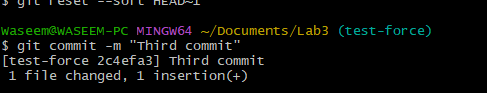 $ git reset --soft HEAD~1
Waseem@WASEEM-PC MINGW64 ~/Documents/Lab3 (test-force)
$ git commit -m "Third commit"
[test-force 2c4efa3] Third commit
1 file changed, 1 insertion(+)